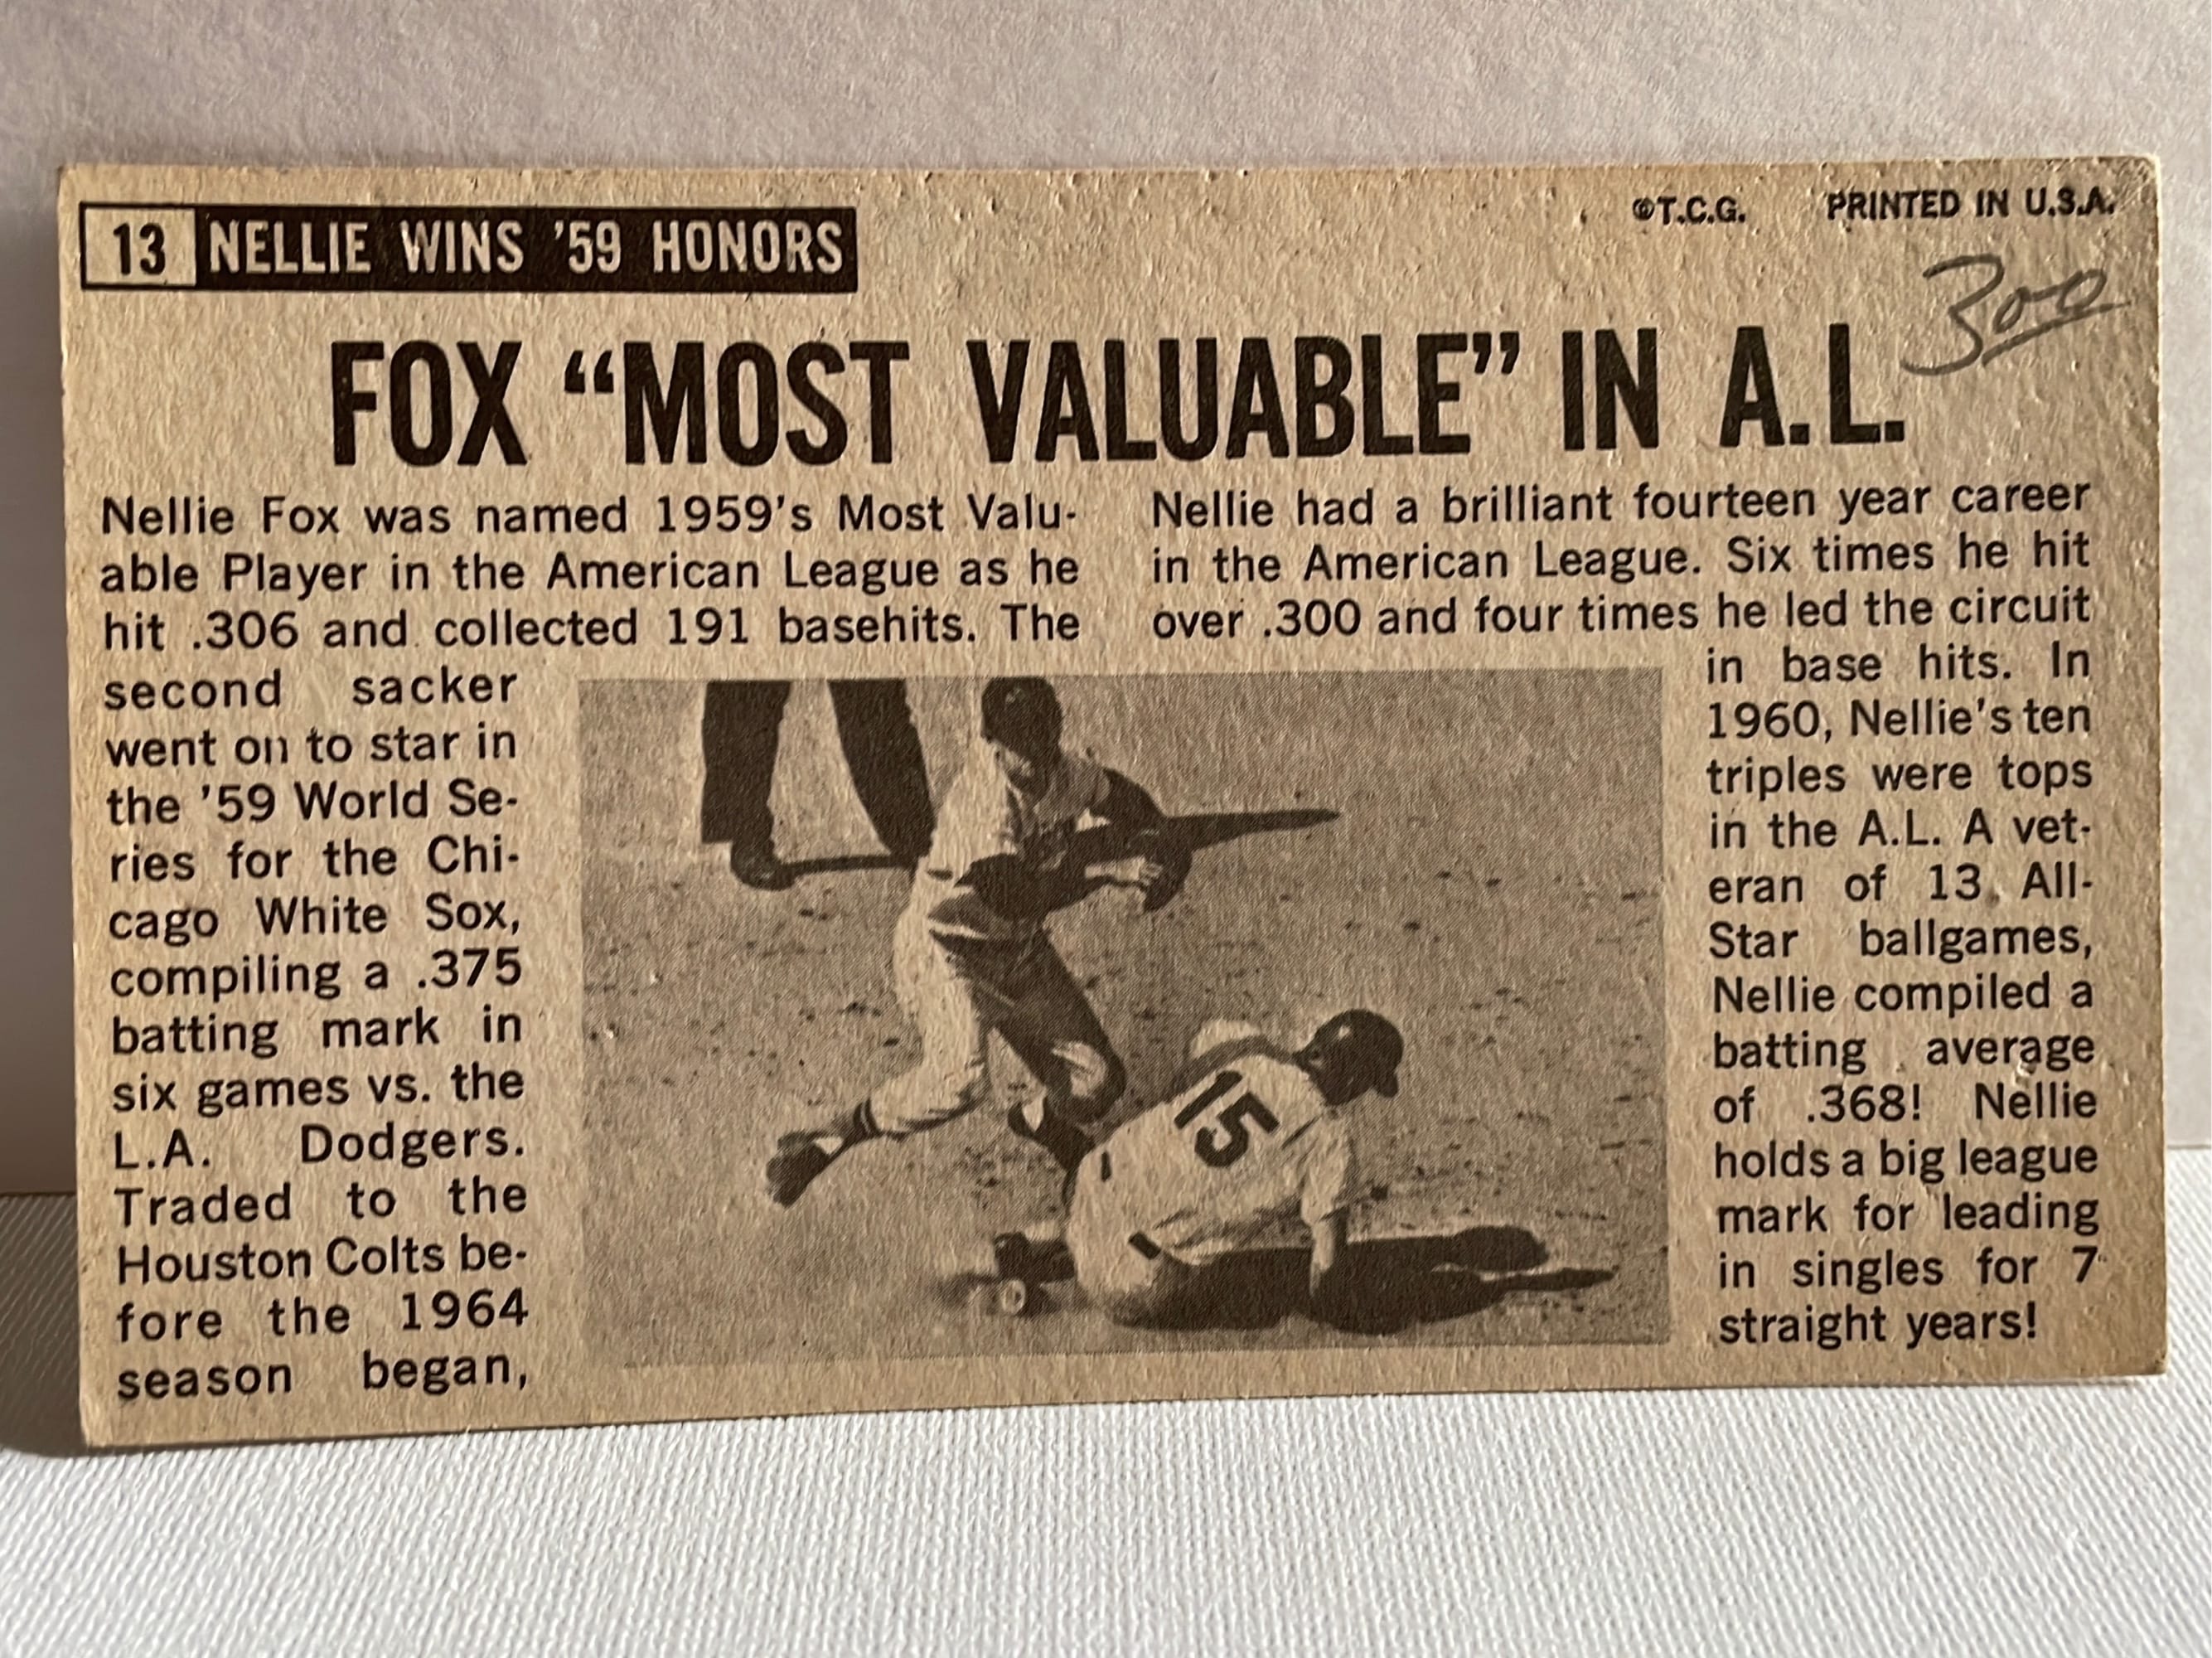 13 NELLIE WINS '59 HONORS
©T.C.G. PRINTED IN U.S.A.
300
FOX “MOST VALUABLE” IN A.L.
Nellie Fox was named 1959's Most Valu-
able Player in the American League as he
hit .306 and collected 191 basehits. The
second sacker
went on to star in
the '59 World Se-
ries for the Chi-
cago White Sox,
compiling a .375
batting mark in
six games vs. the
L.A. Dodgers.
Traded to the
Houston Colts be-
fore the 1964
season began,
Nellie had a brilliant fourteen year career
in the American League. Six times he hit
over .300 and four times he led the circuit
in base hits. In
1960, Nellie's ten
triples were tops
in the A.L. A vet-
eran of 13 All-
Star ballgames,
Nellie compiled a
batting average
of .368! Nellie
holds a big league
mark for leading
in singles for 7
straight years!
15